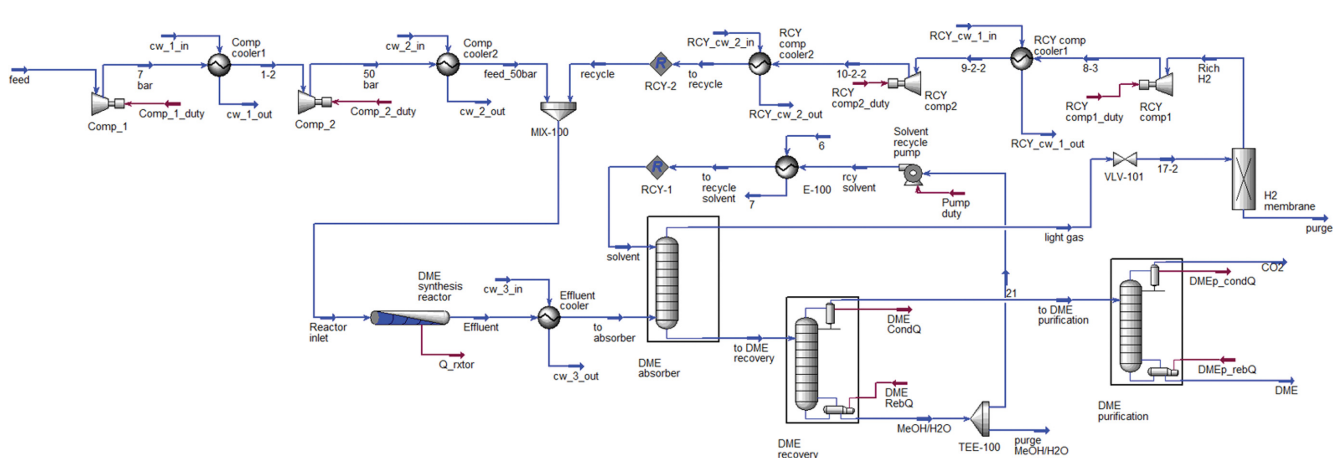 feed
7
bar
Comp_1
Comp_1_duty
cw_1_in
Comp
cooler1
1-2
cw_1_out
50
bar
Comp_2
Comp_2_duty
cw_2_in
Comp
cooler2
feed_50bar
cw_2_out
MIX-100
recycle
RCY-2
to
recycle
RCY_cw_2_in
RCY
comp
cooler2
RCY_cw_2_out
10-2-2
RCY
comp2_duty
RCY
comp2
9-2-2
RCY_cw_1_in
RCY comp
cooler1
RCY_cw_1_out
8-3
RCY
comp1_duty
RCY
comp1
Rich
H2
VLV-101
17-2
H2
membrane
purge
R
R
RCY-1
to
recycle
solvent
6
7
E-100
rcy
solvent
Solvent
recycle
pump
Pump
duty
solvent
light gas
Reactor
inlet
DME
synthesis
reactor
Q_rxtor
Effluent
cw_3_in
Effluent
cooler
cw_3_out
to
absorber
DME
absorber
to DME
recovery
DME
CondQ
DME
RebQ
DME
recovery
MeOH/H2O
TEE-100
purge
MeOH/H2O
21
to DME
purification
CO2
DMEp_condQ
DMEp_rebQ
DME
DME
purification